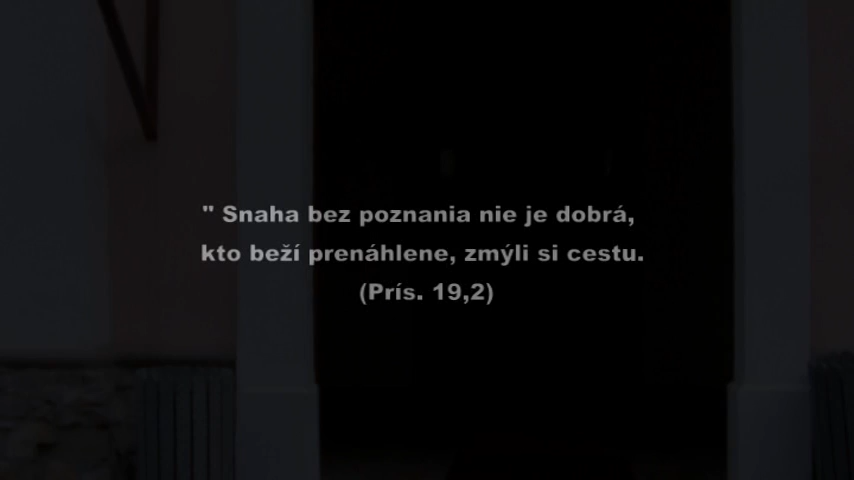 " Snaha bez poznania nie je dobrá,
kto beží prenáhlene, zmýli si cestu.
(Prís. 19,2)